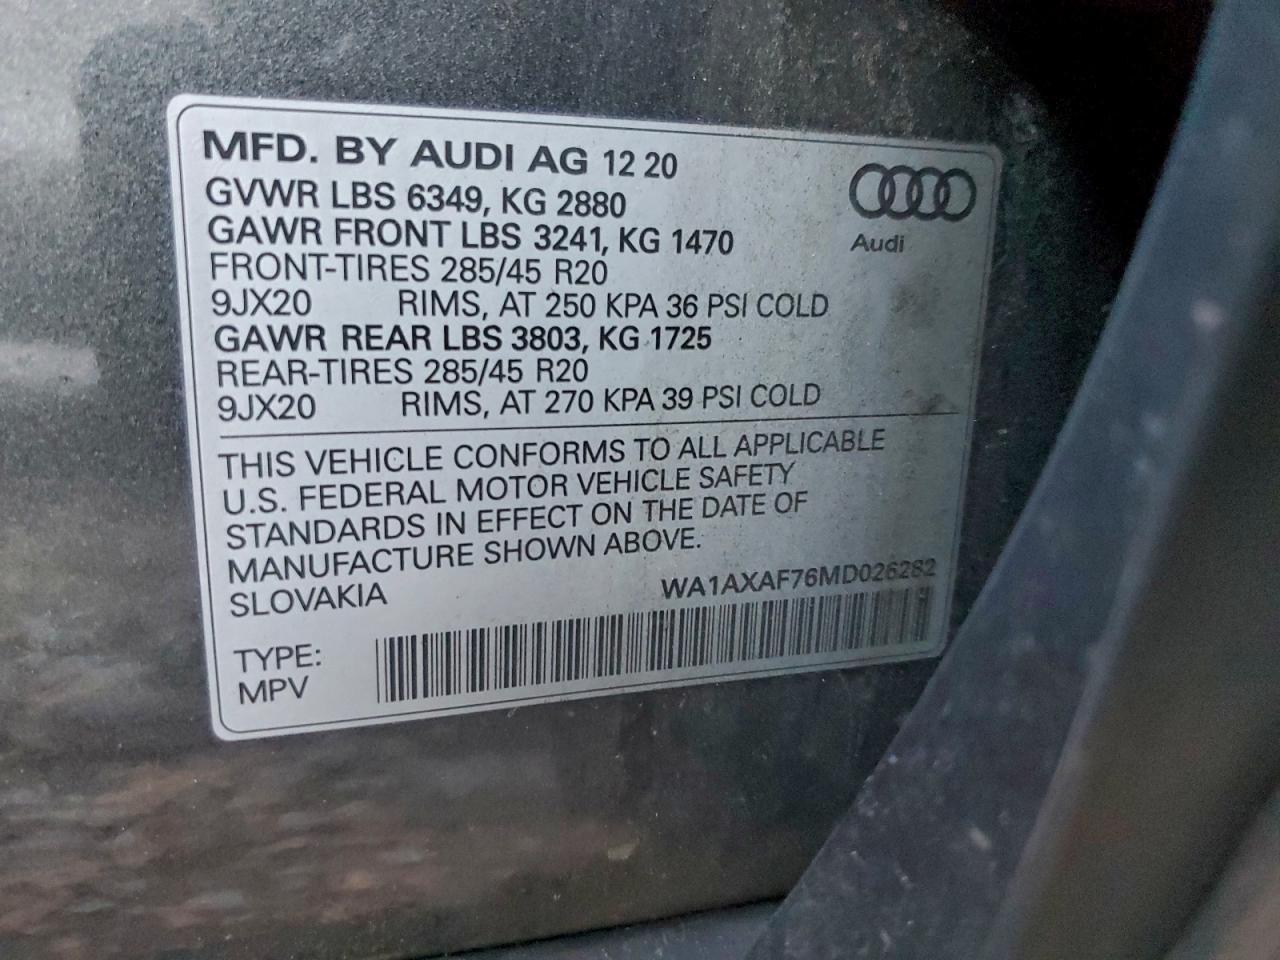 MFD. BY AUDI AG 12 20
GVWR LBS 6349, KG 2880
GAWR FRONT LBS 3241, KG 1470
FRONT-TIRES 285/45 R20
9JX20 RIMS, AT 250 KPA 36 PSI COLD
GAWR REAR LBS 3803, KG 1725
REAR-TIRES 285/45 R20
9JX20 RIMS, AT 270 KPA 39 PSI COLD
Audi
THIS VEHICLE CONFORMS TO ALL APPLICABLE
U.S. FEDERAL MOTOR VEHICLE SAFETY
STANDARDS IN EFFECT ON THE DATE OF
MANUFACTURE SHOWN ABOVE.
SLOVAKIA WA1AXAF76MD026282
TYPE:
MPV